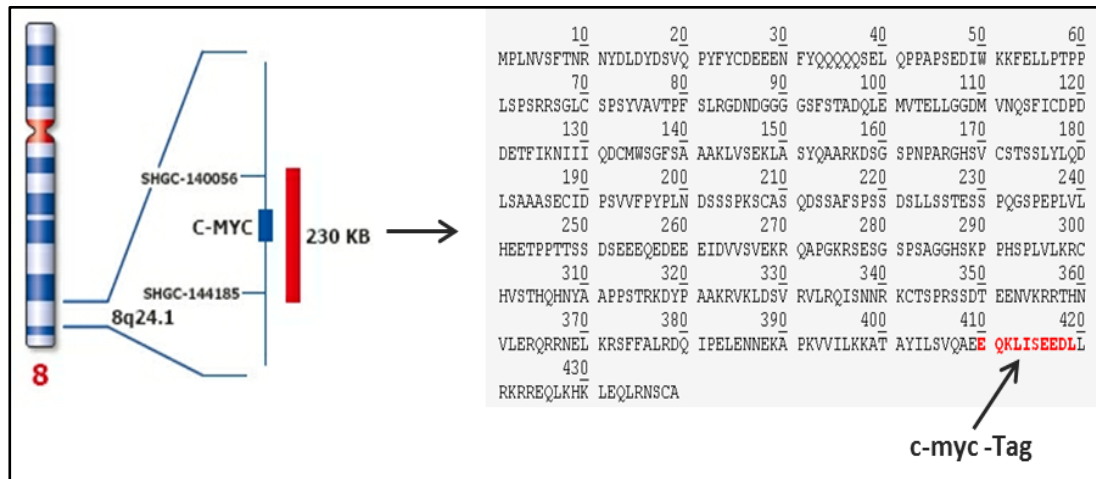 SHGC-140056
C-MYC
230 KB
SHGC-144185
8q24.1
8
10 20 30 40 50 60
MPLNVSFTNR NYDLDYDSVQ PYFYCDEEEN FYQQQQQSEL QPPAPSEDIW KKFELLPTPP
70 80 90 100 110 120
LSPSRRSGLC SPSYVAVTPF SLRGDNDGGG GSFSTADQLE MVTELLGGDM VNQSFICDPD
130 140 150 160 170 180
DETFIKNIII QDCMWSGFSA AAKLVSEKLA SYQAARKDSG SPNPARGHSV CSTSSLYLQD
190 200 210 220 230 240
LSAAASECID PSVVFPYPLN DSSSPKSCAS QDSSAFSPSS DSLLSSTESS PQGSPEPLVL
250 260 270 280 290 300
HEETPPTTSS DSEEEQEDEE EIDVVSVEKR QAPGKRSESG SPSAGGHSKP PHSPLVLKRC
310 320 330 340 350 360
HVSTHQHNYA APPSTRKDYP AAKRVKLDSV RVLRQISNNR KCTSPRSSDT EENVKRRTHN
370 380 390 400 410 420
VLERQRRNEL KRSFFALRDQ IPELENNEKA PKVVILKKAT AYILSVQAEE QKLISEEDLL
430
RKRREQLKHK LEQLRNSCA
c-myc -Tag